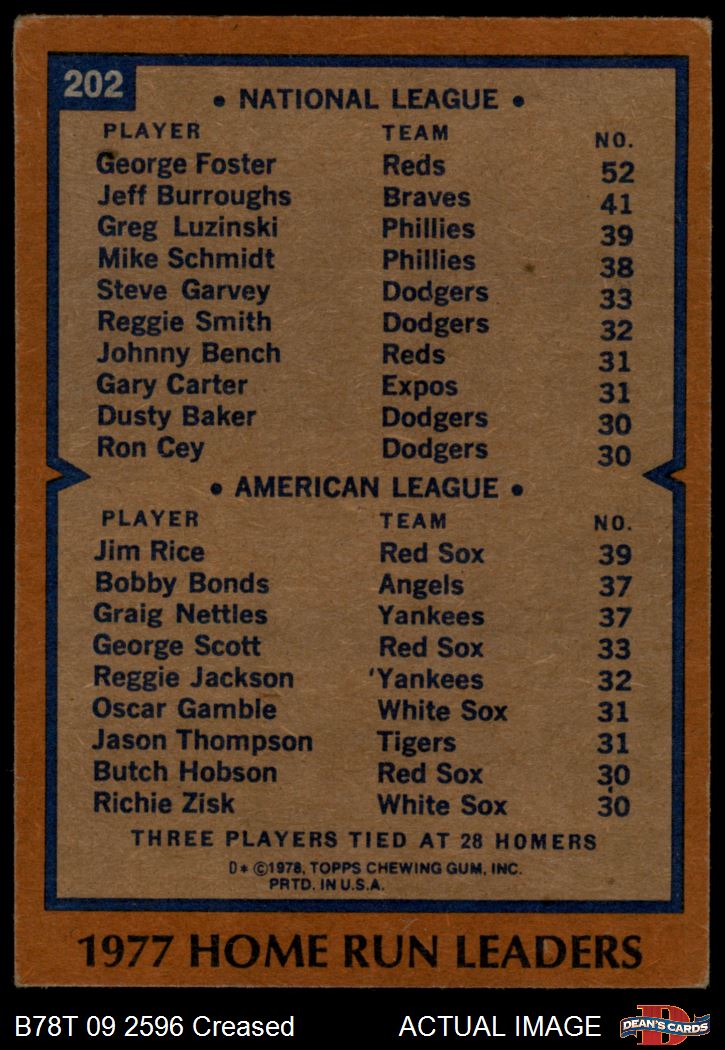 202
• NATIONAL LEAGUE •
PLAYER TEAM NO.
George Foster Reds 52
Jeff Burroughs Braves 41
Greg Luzinski Phillies 39
Mike Schmidt Phillies 38
Steve Garvey Dodgers 33
Reggie Smith Dodgers 32
Johnny Bench Reds 31
Gary Carter Expos 31
Dusty Baker Dodgers 30
Ron Cey Dodgers 30
• AMERICAN LEAGUE •
PLAYER TEAM NO.
Jim Rice Red Sox 39
Bobby Bonds Angels 37
Graig Nettles Yankees 37
George Scott Red Sox 33
Reggie Jackson 'Yankees 32
Oscar Gamble White Sox 31
Jason Thompson Tigers 31
Butch Hobson Red Sox 30
Richie Zisk White Sox 30
THREE PLAYERS TIED AT 28 HOMERS
D* ©1978, TOPPS CHEWING GUM, INC.
PRTD. IN U.S.A.
1977 HOME RUN LEADERS
B78T 09 2596 Creased ACTUAL IMAGE
D
DEAN'S CARDS